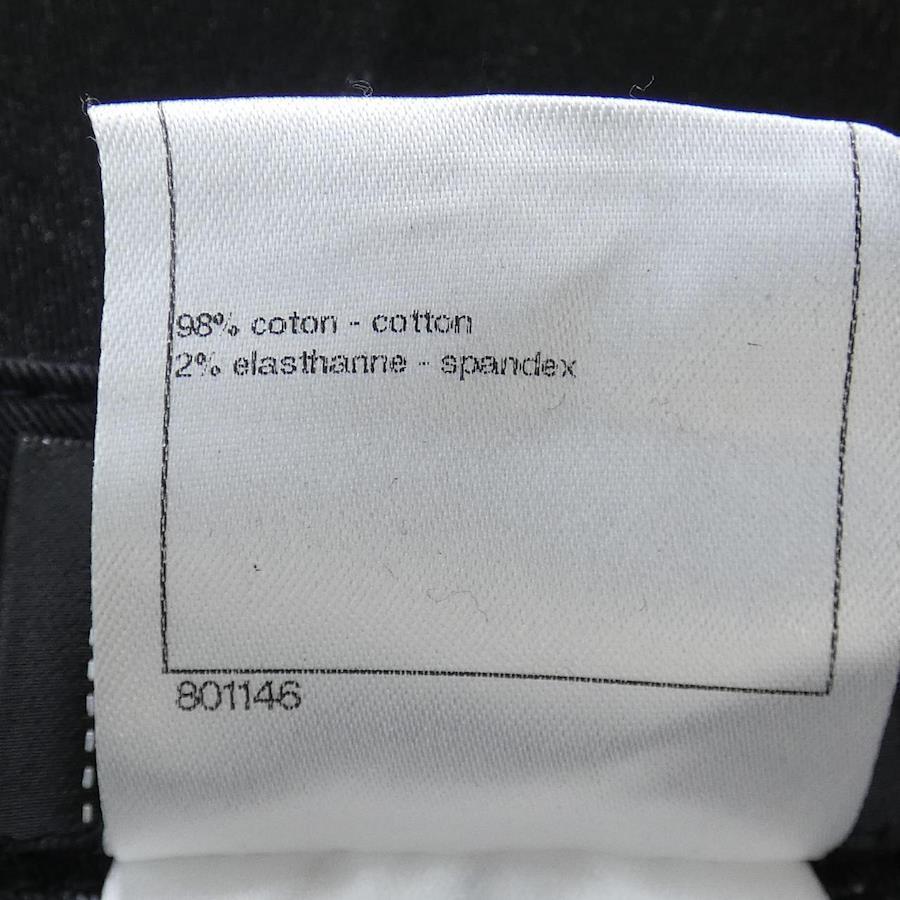 98% coton - cotton
2% elasthanne - spandex
801146